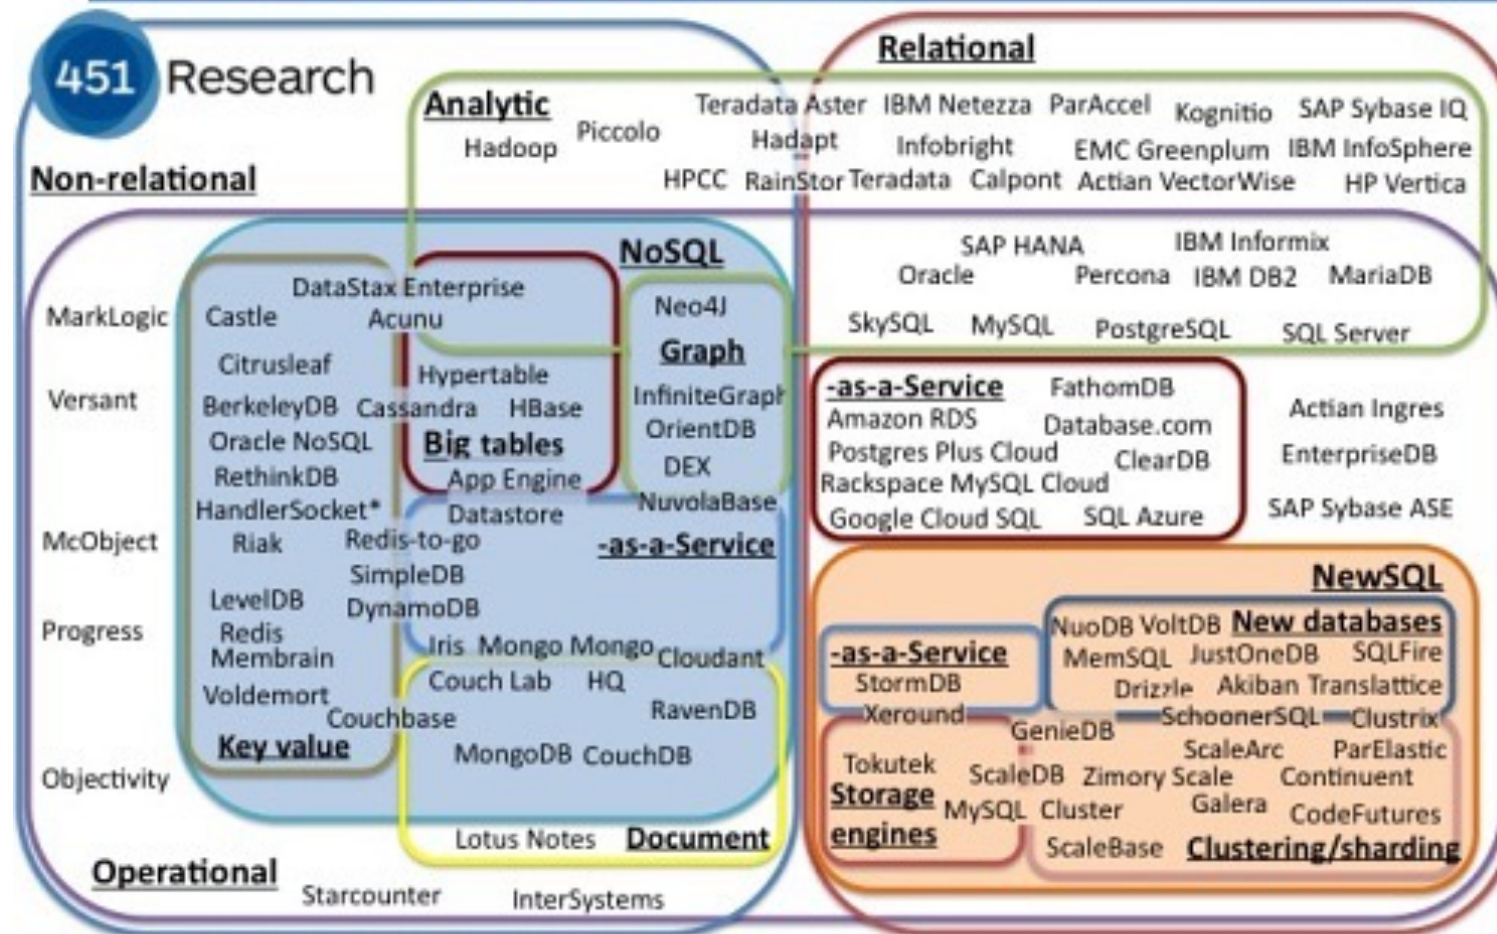 451 Research
Relational
Analytic
Teradata Aster IBM Netezza ParAccel Kognitio SAP Sybase IQ
Hadoop Piccolo Hadapt Infobright EMC Greenplum IBM InfoSphere
Non-relational
HPCC RainStor Teradata Calpont Actian VectorWise HP Vertica
NoSQL
SAP HANA IBM Informix
Oracle Percona IBM DB2 MariaDB
SkySQL MySQL PostgreSQL SQL Server
MarkLogic
Versant
McObject
Progress
Objectivity
DataStax Enterprise
Castle Acunu
Citrusleaf
BerkeleyDB Cassandra
Oracle NoSQL
RethinkDB
HandlerSocket*
Riak Redis-to-go
SimpleDB
LevelDB DynamoDB
Redis
Membrain
Voldemort
Couchbase
Key value
Hypertable
HBase
Big tables
App Engine
Datastore
Neo4J
Graph
InfiniteGraph
OrientDB
DEX
NuvolaBase
-as-a-Service
Iris Mongo Mongo Cloudant
Couch Lab HQ
RavenDB
MongoDB CouchDB
Lotus Notes Document
Operational
Starcounter InterSystems
-as-a-Service FathomDB
Amazon RDS Database.com
Postgres Plus Cloud ClearDB
Rackspace MySQL Cloud
Google Cloud SQL SQL Azure
Actian Ingres
EnterpriseDB
SAP Sybase ASE
NewSQL
NuoDB VoltDB New databases
MemSQL JustOneDB SQLFire
Drizzle Akiban Translattice
SchoonerSQL Clustrix
-as-a-Service
StormDB
Xeround
GenieDB
ScaleArc ParElastic
Tokutek ScaleDB Zimory Scale Continuent
Storage
engines
MySQL Cluster Galera CodeFutures
ScaleBase Clustering/sharding